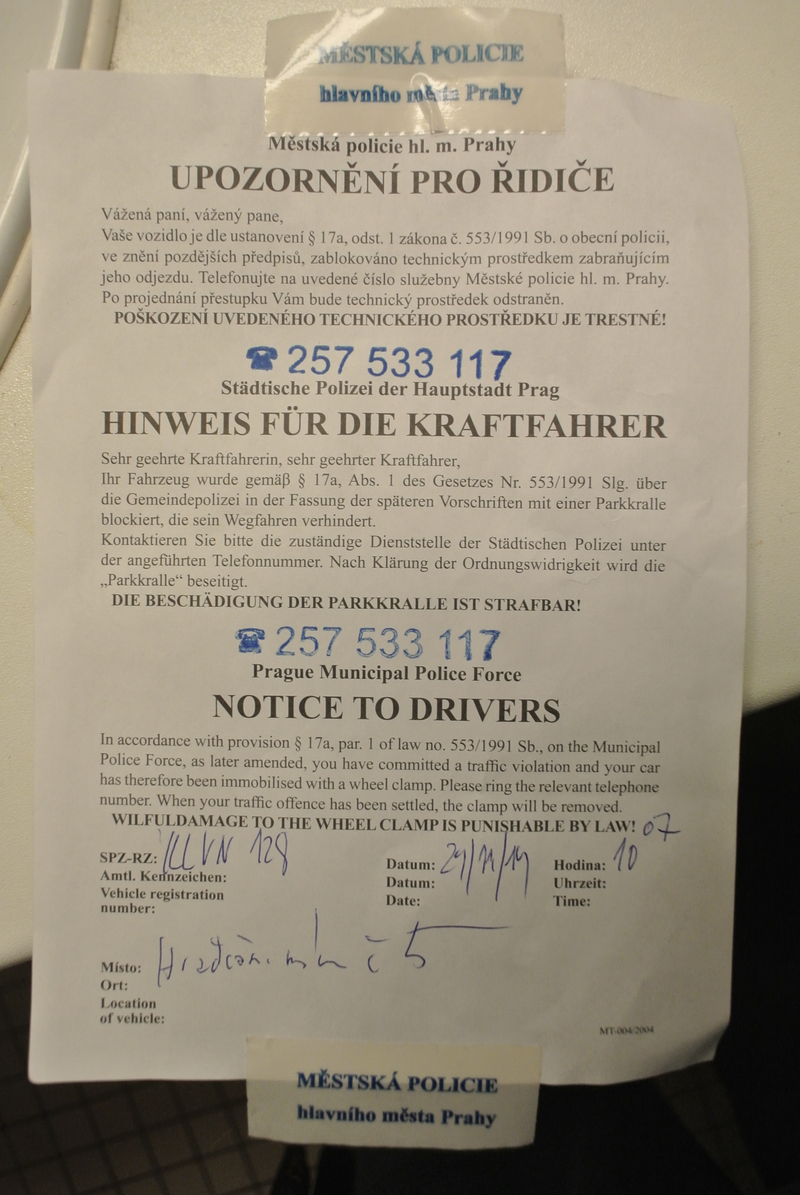 MĚSTSKÁ POLICIE
hlavního města Prahy
Městská policie hl. m. Prahy
UPOZORNĚNÍ PRO ŘIDIČE
Vážená paní, vážený pane,
Vaše vozidlo je dle ustanovení § 17a, odst. 1 zákona č. 553/1991 Sb. o obecní policii,
ve znění pozdějších předpisů, zablokováno technickým prostředkem zabraňujícím
jeho odjezdu. Telefonujte na uvedené číslo služebny Městské policie hl. m. Prahy.
Po projednání přestupku Vám bude technický prostředek odstraněn.
POŠKOZENÍ UVEDENÉHO TECHNICKÉHO PROSTŘEDKU JE TRESTNÉ!
☎ 257 533 117
Städtische Polizei der Hauptstadt Prag
HINWEIS FÜR DIE KRAFTFAHRER
Sehr geehrte Kraftfahrerin, sehr geehrter Kraftfahrer,
Ihr Fahrzeug wurde gemäß § 17a, Abs. 1 des Gesetzes Nr. 553/1991 Slg. über
die Gemeindepolizei in der Fassung der späteren Vorschriften mit einer Parkkralle
blockiert, die sein Wegfahren verhindert.
Kontaktieren Sie bitte die zuständige Dienststelle der Städtischen Polizei unter
der angeführten Telefonnummer. Nach Klärung der Ordnungswidrigkeit wird die
„Parkkralle“ beseitigt.
DIE BESCHÄDIGUNG DER PARKKRALLE IST STRAFBAR!
☎ 257 533 117
Prague Municipal Police Force
NOTICE TO DRIVERS
In accordance with provision § 17a, par. 1 of law no. 553/1991 Sb., on the Municipal
Police Force, as later amended, you have committed a traffic violation and your car
has therefore been immobilised with a wheel clamp. Please ring the relevant telephone
number. When your traffic offence has been settled, the clamp will be removed.
WILFULDAMAGE TO THE WHEEL CLAMP IS PUNISHABLE BY LAW! 07
SPZ-RZ: VN 128 Datum: Hodina: 10
Amtl. Kennzeichen: Datum: Uhrzeit:
Vehicle registration Date: Time:
number:
Místo: č 5
Ort:
Location
of vehicle:
MT-004/2004
MĚSTSKÁ POLICIE
hlavního města Prahy